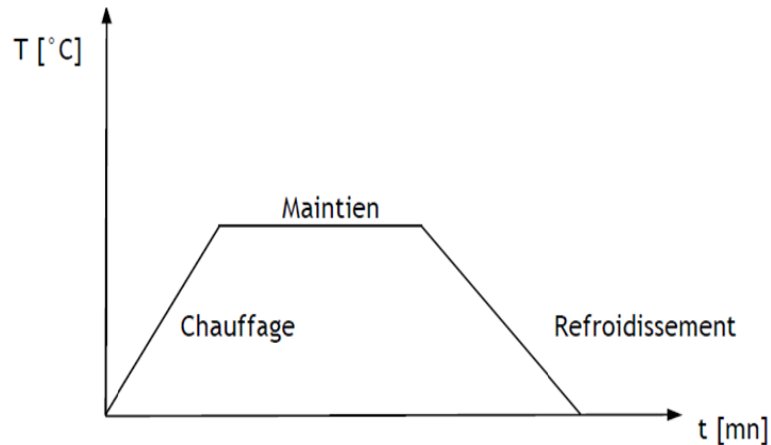 T [°C]
Maintien
Chauffage
Refroidissement
t [mn]